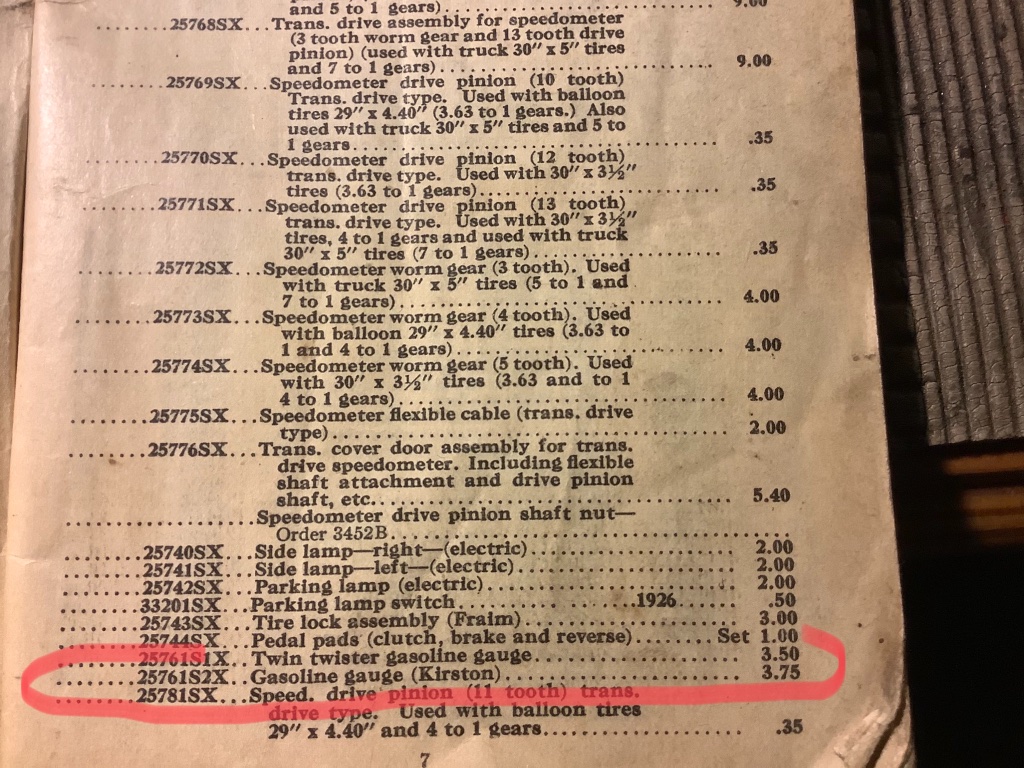 and 5 to 1 gears)........................ 9.00
........25768SX...Trans. drive assembly for speedometer
(3 tooth worm gear and 13 tooth drive
pinion) (used with truck 30″ x 5″ tires
and 7 to 1 gears)........................ 9.00
........25769SX...Speedometer drive pinion (10 tooth)
Trans. drive type. Used with balloon
tires 29″ x 4.40″ (3.63 to 1 gears.) Also
used with truck 30″ x 5″ tires and 5 to
1 gears.................................. .35
........25770SX...Speedometer drive pinion (12 tooth)
trans. drive type. Used with 30″ x 3½″
tires (3.63 to 1 gears).................. .35
........25771SX...Speedometer drive pinion (13 tooth)
trans. drive type. Used with 30″ x 3½″
tires, 4 to 1 gears and used with truck
30″ x 5″ tires (7 to 1 gears)............ .35
........25772SX...Speedometer worm gear (3 tooth). Used
with truck 30″ x 5″ tires (5 to 1 and
7 to 1 gears)............................ 4.00
........25773SX...Speedometer worm gear (4 tooth). Used
with balloon 29″ x 4.40″ tires (3.63 to
1 and 4 to 1 gears)...................... 4.00
........25774SX...Speedometer worm gear (5 tooth). Used
with 30″ x 3½″ tires (3.63 and to 1
4 to 1 gears)............................ 4.00
........25775SX...Speedometer flexible cable (trans. drive
type).................................... 2.00
........25776SX...Trans. cover door assembly for trans.
drive speedometer. Including flexible
shaft attachment and drive pinion
shaft, etc............................... 5.40
..................Speedometer drive pinion shaft nut—
Order 3452B..............................
........25740SX...Side lamp—right—(electric)............... 2.00
........25741SX...Side lamp—left—(electric)................ 2.00
........25742SX...Parking lamp (electric).................. 2.00
........33201SX...Parking lamp switch..............1926...... .50
........25743SX...Tire lock assembly (Fraim)............... 3.00
........25744SX...Pedal pads (clutch, brake and reverse)....... Set 1.00
........25761S1X..Twin twister gasoline gauge.............. 3.50
........25761S2X..Gasoline gauge (Kirston)................. 3.75
........25781SX...Speed. drive pinion (11 tooth) trans.
drive type. Used with balloon tires
29″ x 4.40″ and 4 to 1 gears............. .35
7